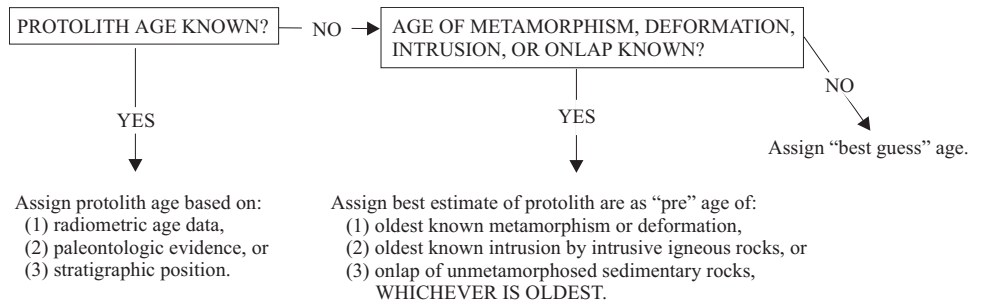 PROTOLITH AGE KNOWN?
NO
AGE OF METAMORPHISM, DEFORMATION,
INTRUSION, OR ONLAP KNOWN?
YES
YES
NO
Assign “best guess” age.
Assign protolith age based on:
(1) radiometric age data,
(2) paleontologic evidence, or
(3) stratigraphic position.
Assign best estimate of protolith are as “pre” age of:
(1) oldest known metamorphism or deformation,
(2) oldest known intrusion by intrusive igneous rocks, or
(3) onlap of unmetamorphosed sedimentary rocks,
WHICHEVER IS OLDEST.